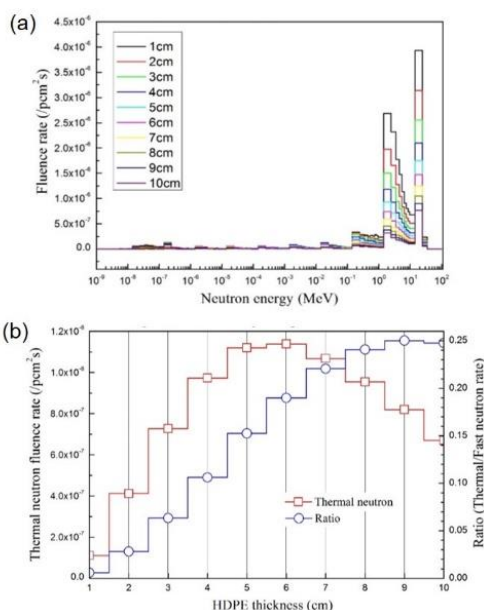 (a)
4.5x10⁻⁶
4.0x10⁻⁶
3.5x10⁻⁶
3.0x10⁻⁶
2.5x10⁻⁶
2.0x10⁻⁶
1.5x10⁻⁶
1.0x10⁻⁶
5.0x10⁻⁷
0.0
Fluence rate (/pcm²s)
1cm
2cm
3cm
4cm
5cm
6cm
7cm
8cm
9cm
10cm
10⁻⁹ 10⁻⁸ 10⁻⁷ 10⁻⁶ 10⁻⁵ 10⁻⁴ 10⁻³ 10⁻² 10⁻¹ 10⁰ 10¹ 10²
Neutron energy (MeV)
(b)
1.2x10⁻⁶
1.0x10⁻⁶
8.0x10⁻⁷
6.0x10⁻⁷
4.0x10⁻⁷
2.0x10⁻⁷
0.0
Thermal neutron fluence rate (/pcm²s)
Thermal neutron
Ratio
0.25
0.20
0.15
0.10
0.05
0.00
Ratio (Thermal/Fast neutron rate)
1 2 3 4 5 6 7 8 9 10
HDPE thickness (cm)